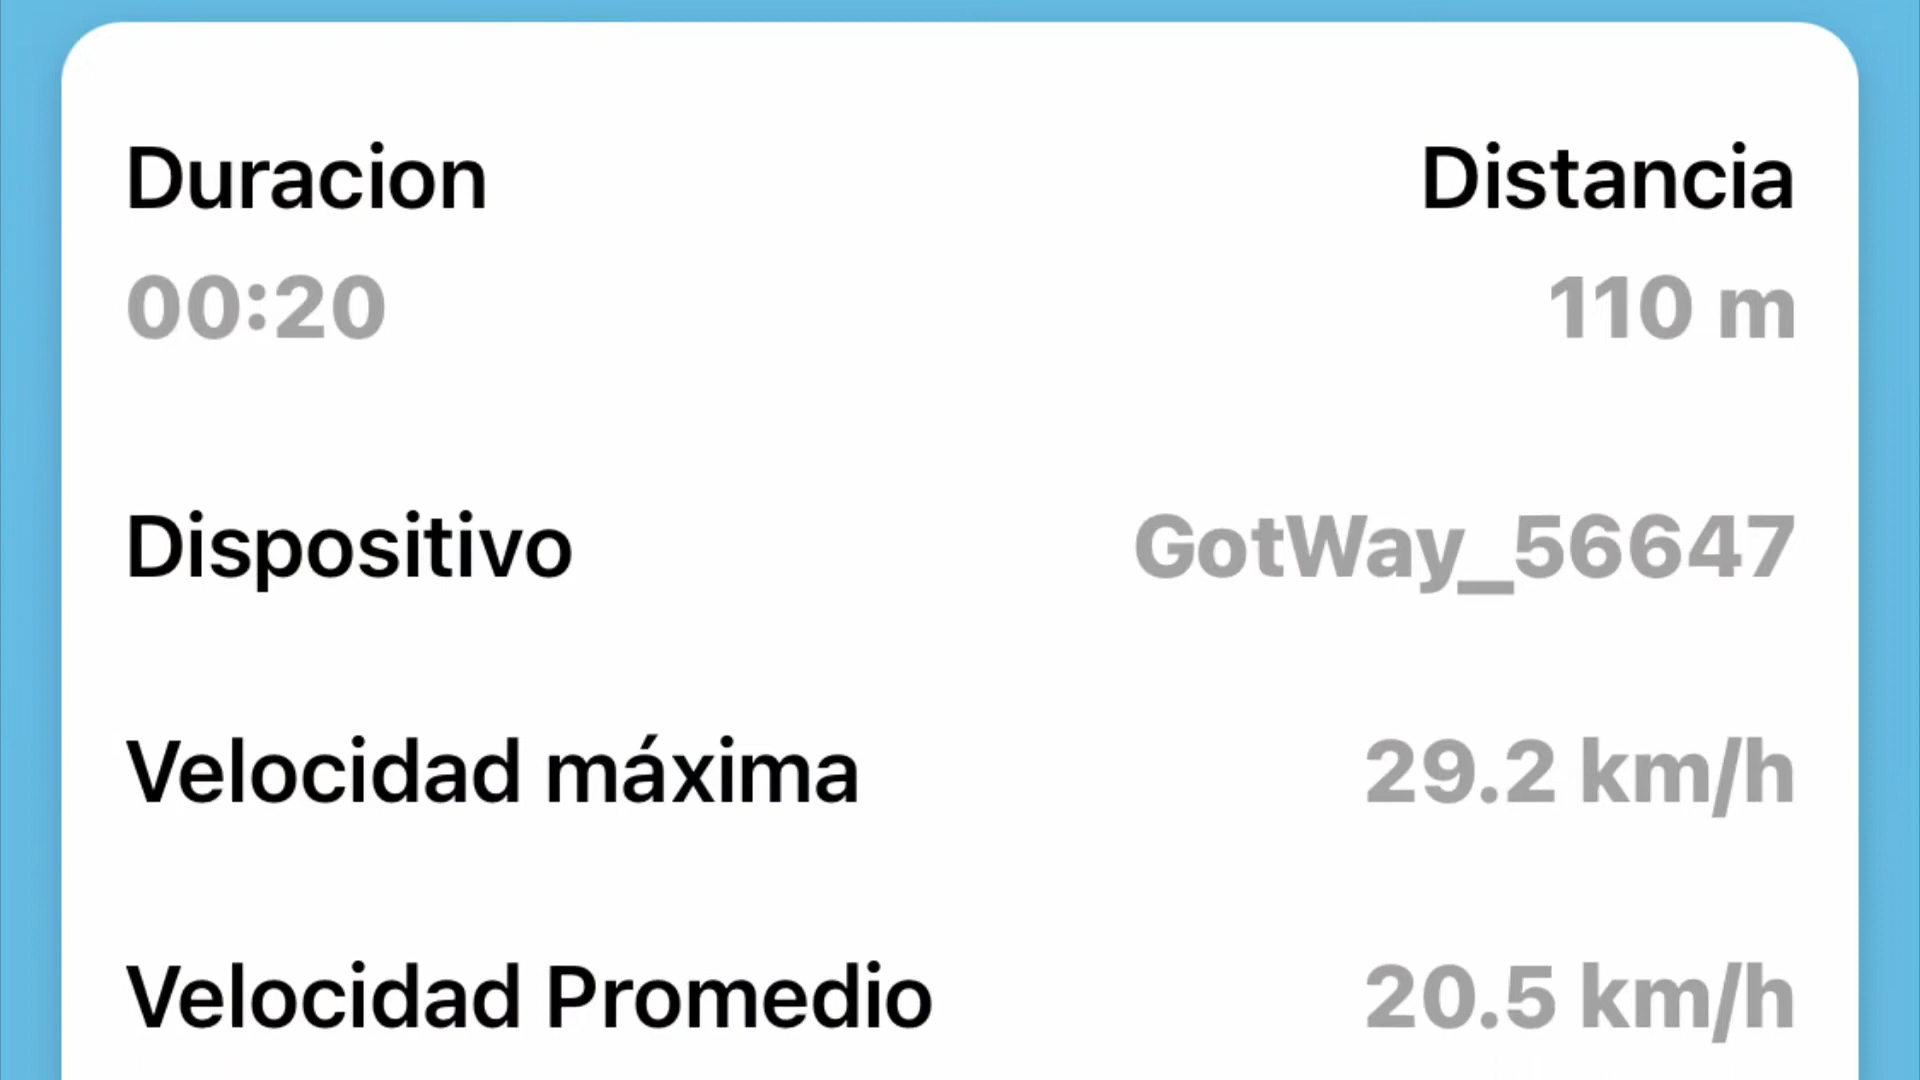 Duracion Distancia
00:20 110 m
Dispositivo GotWay_56647
Velocidad máxima 29.2 km/h
Velocidad Promedio 20.5 km/h